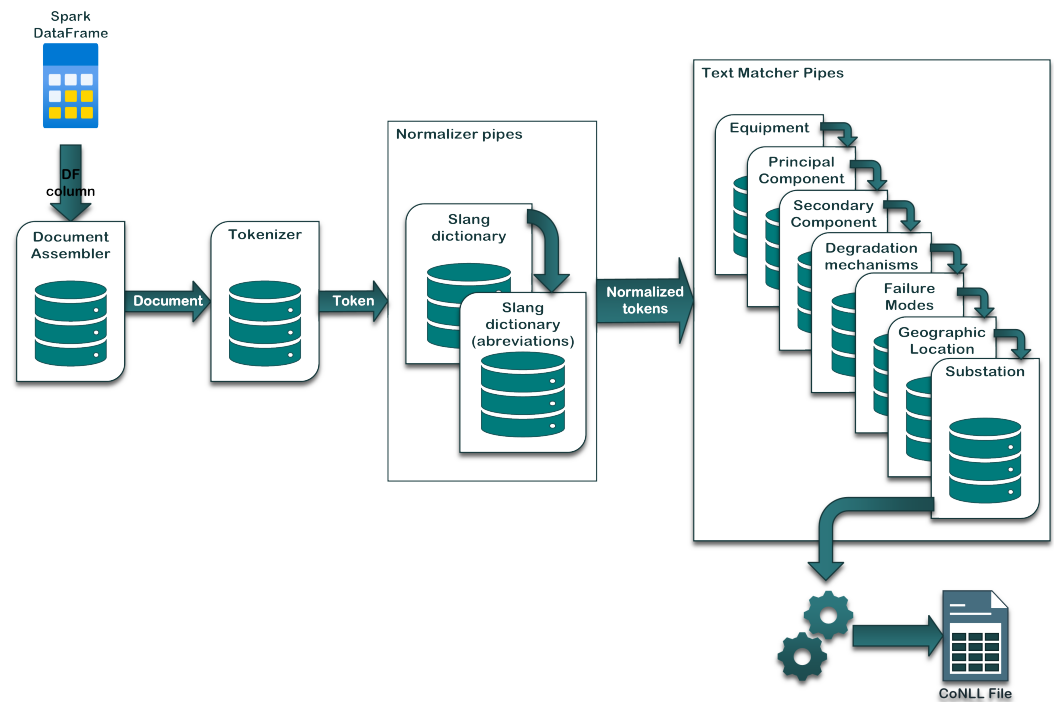 Spark
DataFrame
DF
column
Document
Assembler
Document
Tokenizer
Token
Normalizer pipes
Slang
dictionary
Slang
dictionary
(abreviations)
Normalized
tokens
Text Matcher Pipes
Equipment
Principal
Component
Secondary
Component
Degradation
mechanisms
Failure
Modes
Geographic
Location
Substation
CoNLL File